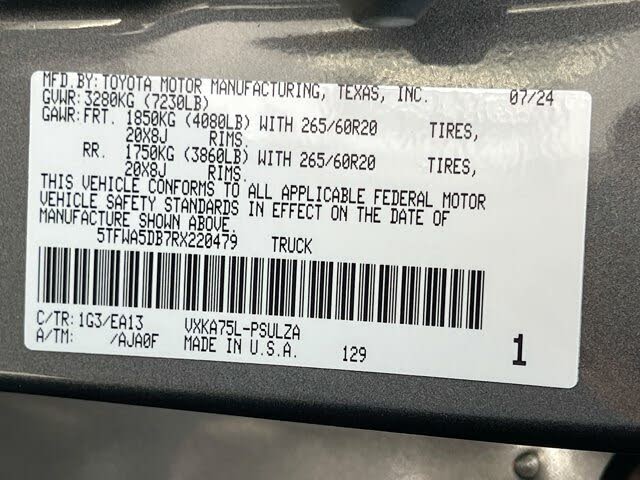 MFD.BY: TOYOTA MOTOR MANUFACTURING, TEXAS, INC. 07/24
GVWR: 3280KG (7230LB)
GAWR: FRT. 1850KG (4080LB) WITH 265/60R20 TIRES,
20X8J RIMS.
RR. 1750KG (3860LB) WITH 265/60R20 TIRES,
20X8J RIMS.
THIS VEHICLE CONFORMS TO ALL APPLICABLE FEDERAL MOTOR
VEHICLE SAFETY STANDARDS IN EFFECT ON THE DATE OF
MANUFACTURE SHOWN ABOVE.
5TFWA5DB7RX220479 TRUCK
C/TR: 1G3/EA13 VXKA75L-PSULZA
A/TM: /AJA0F MADE IN U.S.A. 129 1